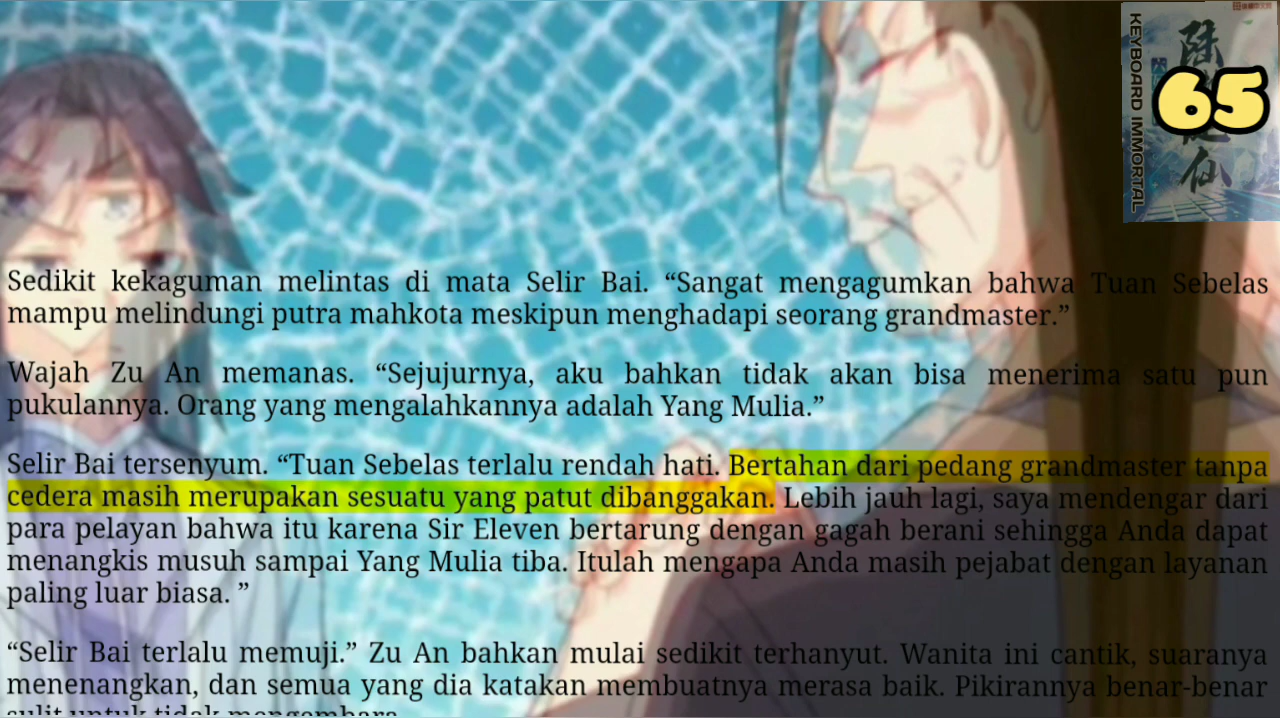 KEYBOARD IMMORTAL
65
Sedikit kekaguman melintas di mata Selir Bai. “Sangat mengagumkan bahwa Tuan Sebelas
mampu melindungi putra mahkota meskipun menghadapi seorang grandmaster.”
Wajah Zu An memanas. “Sejujurnya, aku bahkan tidak akan bisa menerima satu pun
pukulannya. Orang yang mengalahkannya adalah Yang Mulia.”
Selir Bai tersenyum. “Tuan Sebelas terlalu rendah hati. Bertahan dari pedang grandmaster tanpa
cedera masih merupakan sesuatu yang patut dibanggakan. Lebih jauh lagi, saya mendengar dari
para pelayan bahwa itu karena Sir Eleven bertarung dengan gagah berani sehingga Anda dapat
menangkis musuh sampai Yang Mulia tiba. Itulah mengapa Anda masih pejabat dengan layanan
paling luar biasa. ”
“Selir Bai terlalu memuji.” Zu An bahkan mulai sedikit terhanyut. Wanita ini cantik, suaranya
menenangkan, dan semua yang dia katakan membuatnya merasa baik. Pikirannya benar-benar
sulit untuk tidak mengembara.